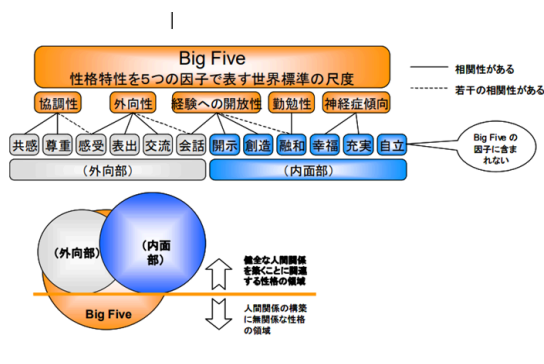 Big Five
性格特性を5つの因子で表す世界標準の尺度
協調性
外向性
経験への開放性
勤勉性
神経症傾向
相関性がある
若干の相関性がある
共感
尊重
感受
表出
交流
会話
開示
創造
融和
幸福
充実
自立
Big Five の
因子に含ま
れない
(外向部)
(内面部)
(外向部)
(内面
部)
Big Five
健全な人間関係
を築くことに関連
する性格の領域
人間関係の構築
に無関係な性格
の領域